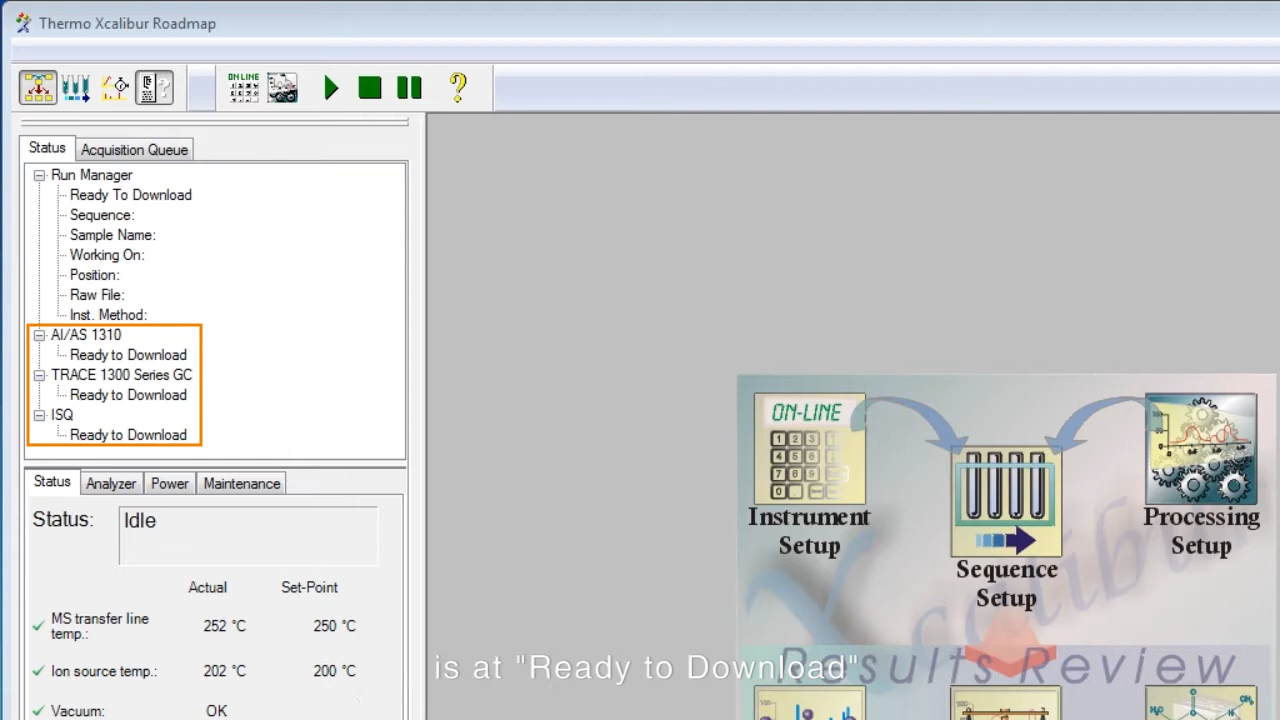 Thermo Xcalibur Roadmap
ON-LINE
Status
Acquisition Queue
Run Manager
Ready To Download
Sequence:
Sample Name:
Working On:
Position:
Raw File:
Inst. Method:
AI/AS 1310
Ready to Download
TRACE 1300 Series GC
Ready to Download
ISQ
Ready to Download
Status Analyzer Power Maintenance
Status: Idle
Actual Set-Point
MS transfer line temp.: 252 °C 250 °C
Ion source temp.: 202 °C 200 °C
Vacuum: OK
ON-LINE
Instrument
Setup
Sequence
Setup
Processing
Setup
Xcalibur
Results Review
is at "Ready to Download"